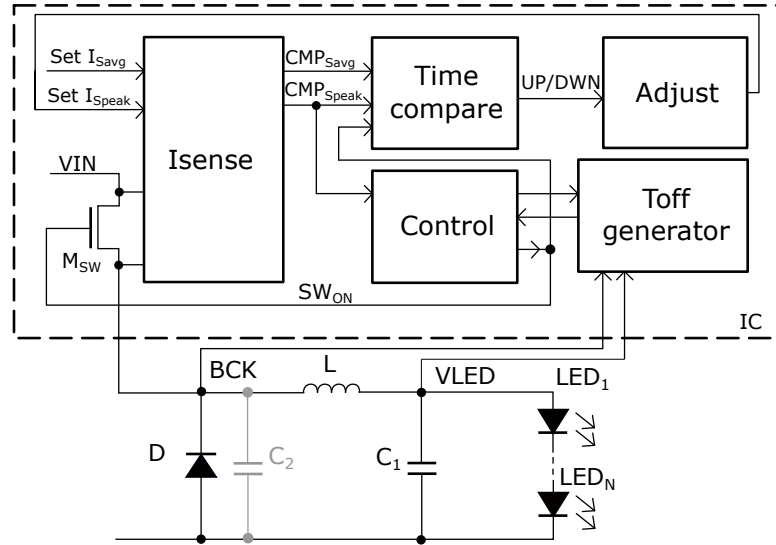 Set I_Savg
Set I_Speak
VIN
M_SW
Isense
CMP_Savg
CMP_Speak
Time
compare
UP/DWN
Adjust
Control
Toff
generator
SW_ON
IC
BCK
L
VLED
LED_1
D
C_2
C_1
LED_N